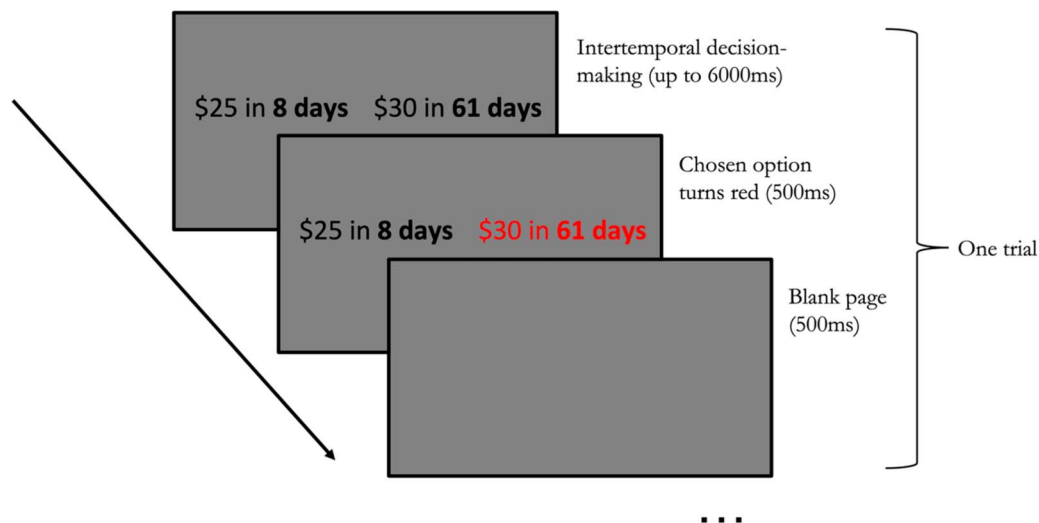 Intertemporal decision-
making (up to 6000ms)
$25 in 8 days $30 in 61 days
Chosen option
turns red (500ms)
$25 in 8 days $30 in 61 days
One trial
Blank page
(500ms)
...